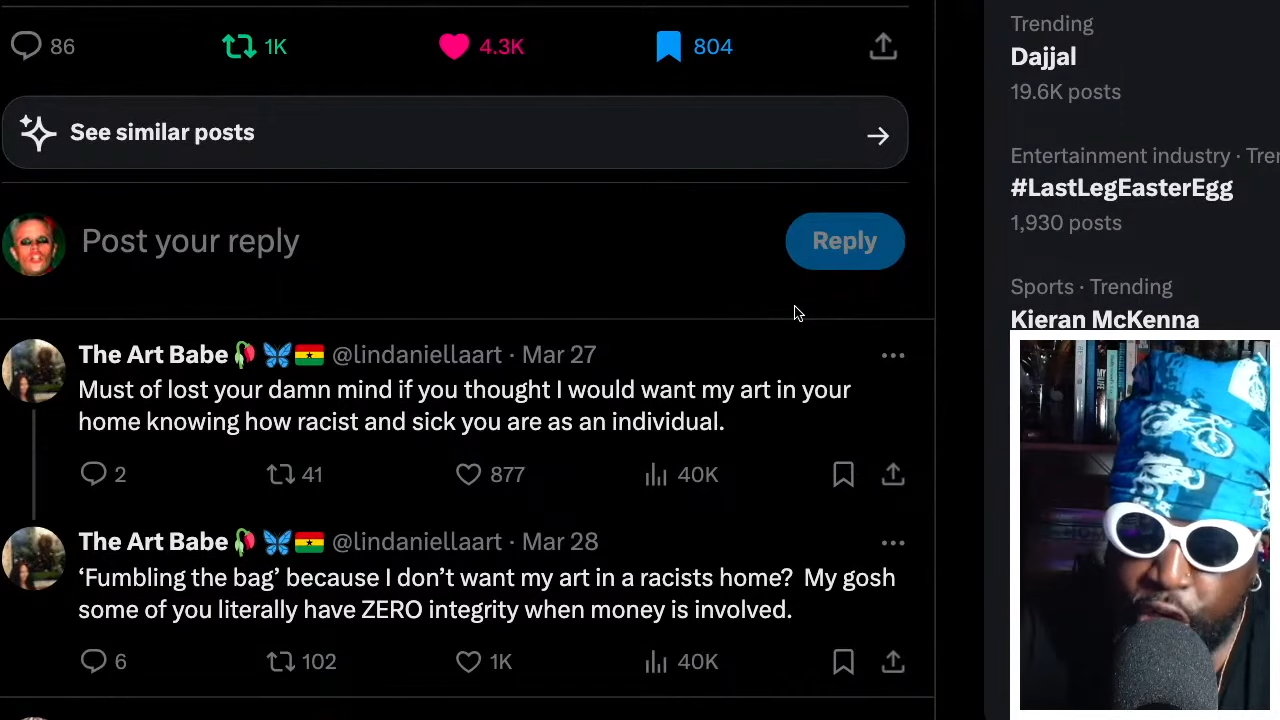 86
1K
4.3K
804
See similar posts
Post your reply
Reply
The Art Babe🥀🦋🇬🇭 @lindaniellaart · Mar 27
Must of lost your damn mind if you thought I would want my art in your
home knowing how racist and sick you are as an individual.
2
41
877
40K
The Art Babe🥀🦋🇬🇭 @lindaniellaart · Mar 28
‘Fumbling the bag’ because I don’t want my art in a racists home?  My gosh
some of you literally have ZERO integrity when money is involved.
6
102
1K
40K
Trending
Dajjal
19.6K posts
Entertainment industry · Tre
#LastLegEasterEgg
1,930 posts
Sports · Trending
Kieran McKenna